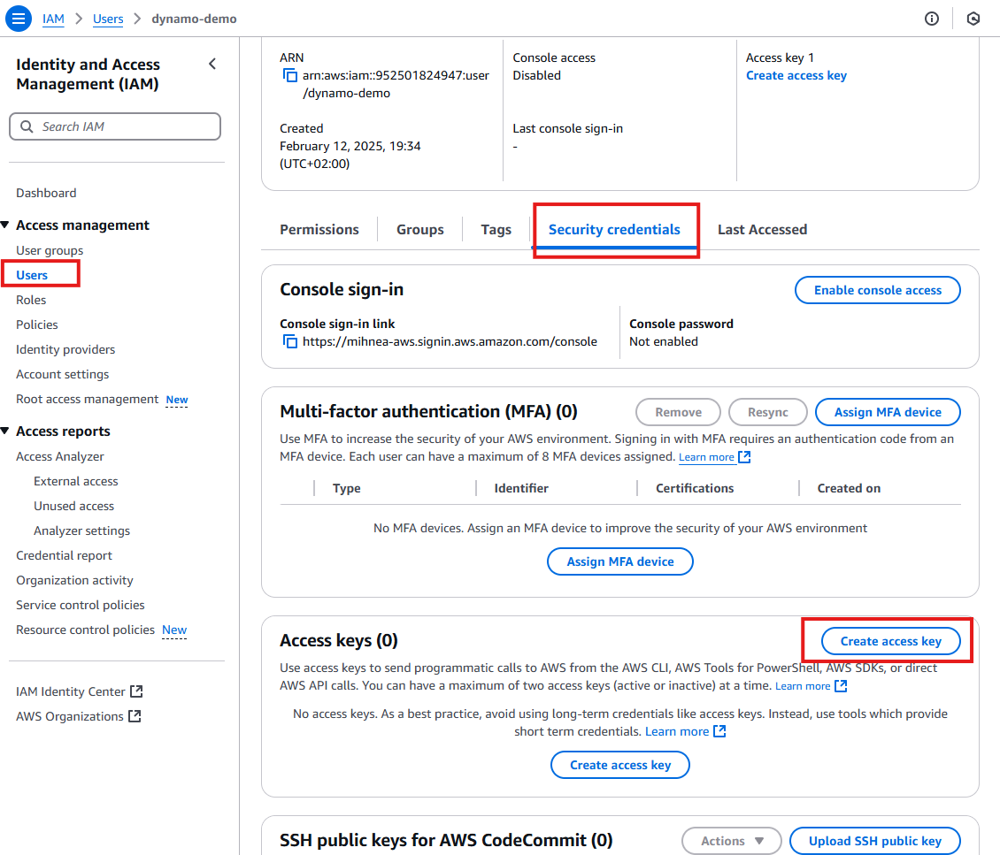 IAM > Users > dynamo-demo
Identity and Access
Management (IAM)
Search IAM
Dashboard
Access management
User groups
Users
Roles
Policies
Identity providers
Account settings
Root access management New
Access reports
Access Analyzer
External access
Unused access
Analyzer settings
Credential report
Organization activity
Service control policies
Resource control policies New
IAM Identity Center
AWS Organizations
ARN
arn:aws:iam::952501824947:user
/dynamo-demo
Console access
Disabled
Access key 1
Create access key
Created
February 12, 2025, 19:34
(UTC+02:00)
Last console sign-in
-
Permissions Groups Tags Security credentials Last Accessed
Console sign-in
Enable console access
Console sign-in link
https://mihnea-aws.signin.aws.amazon.com/console
Console password
Not enabled
Multi-factor authentication (MFA) (0)
Remove Resync Assign MFA device
Use MFA to increase the security of your AWS environment. Signing in with MFA requires an authentication code from an
MFA device. Each user can have a maximum of 8 MFA devices assigned. Learn more
Type Identifier Certifications Created on
No MFA devices. Assign an MFA device to improve the security of your AWS environment
Assign MFA device
Access keys (0)
Create access key
Use access keys to send programmatic calls to AWS from the AWS CLI, AWS Tools for PowerShell, AWS SDKs, or direct
AWS API calls. You can have a maximum of two access keys (active or inactive) at a time. Learn more
No access keys. As a best practice, avoid using long-term credentials like access keys. Instead, use tools which provide
short term credentials. Learn more
Create access key
SSH public keys for AWS CodeCommit (0)
Actions Upload SSH public key